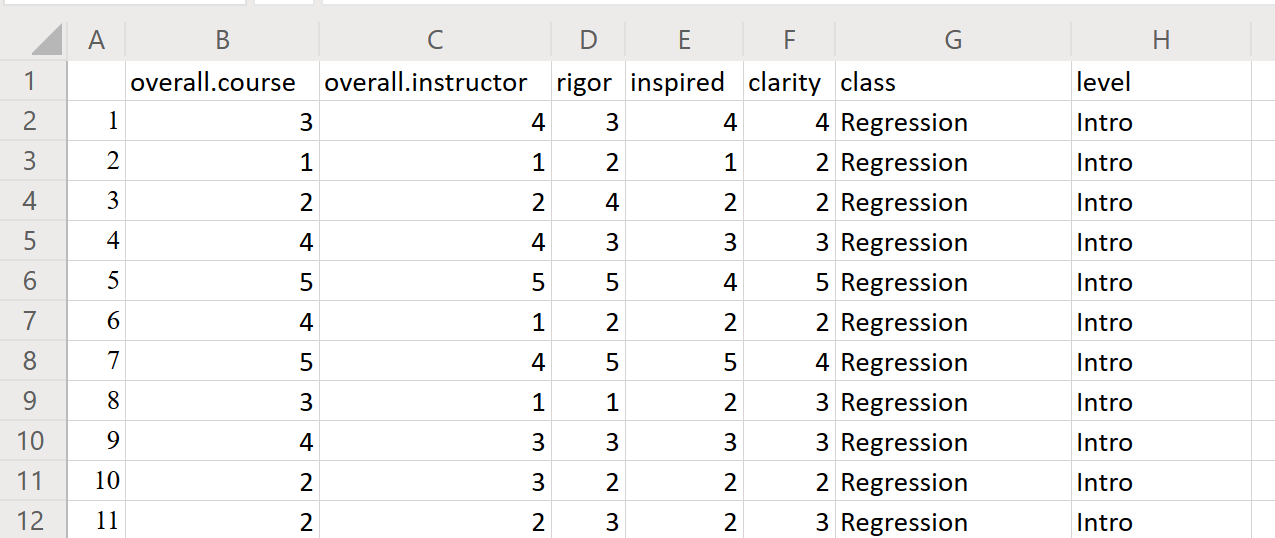 A B C D E F G H
1 overall.course overall.instructor rigor inspired clarity class level
2 1 3 4 3 4 4 Regression Intro
3 2 1 1 2 1 2 Regression Intro
4 3 2 2 4 2 2 Regression Intro
5 4 4 4 3 3 3 Regression Intro
6 5 5 5 5 4 5 Regression Intro
7 6 4 1 2 2 2 Regression Intro
8 7 5 4 5 5 4 Regression Intro
9 8 3 1 1 2 3 Regression Intro
10 9 4 3 3 3 3 Regression Intro
11 10 2 3 2 2 2 Regression Intro
12 11 2 2 3 2 3 Regression Intro